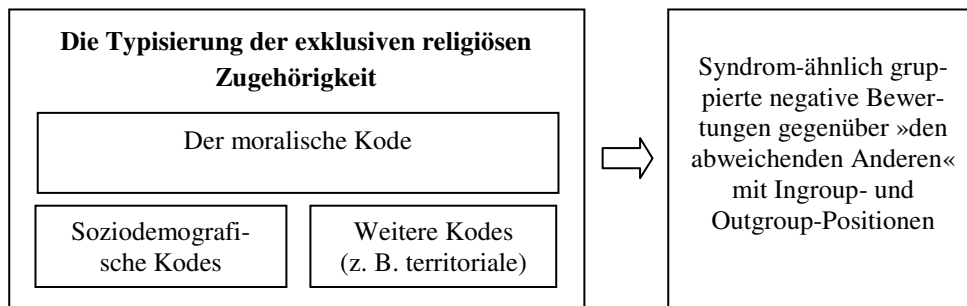 Die Typisierung der exklusiven religiösen
Zugehörigkeit
Der moralische Kode
Soziodemografi-
sche Kodes
Weitere Kodes
(z. B. territoriale)
Syndrom-ähnlich grup-
pierte negative Bewer-
tungen gegenüber »den
abweichenden Anderen«
mit Ingroup- und
Outgroup-Positionen